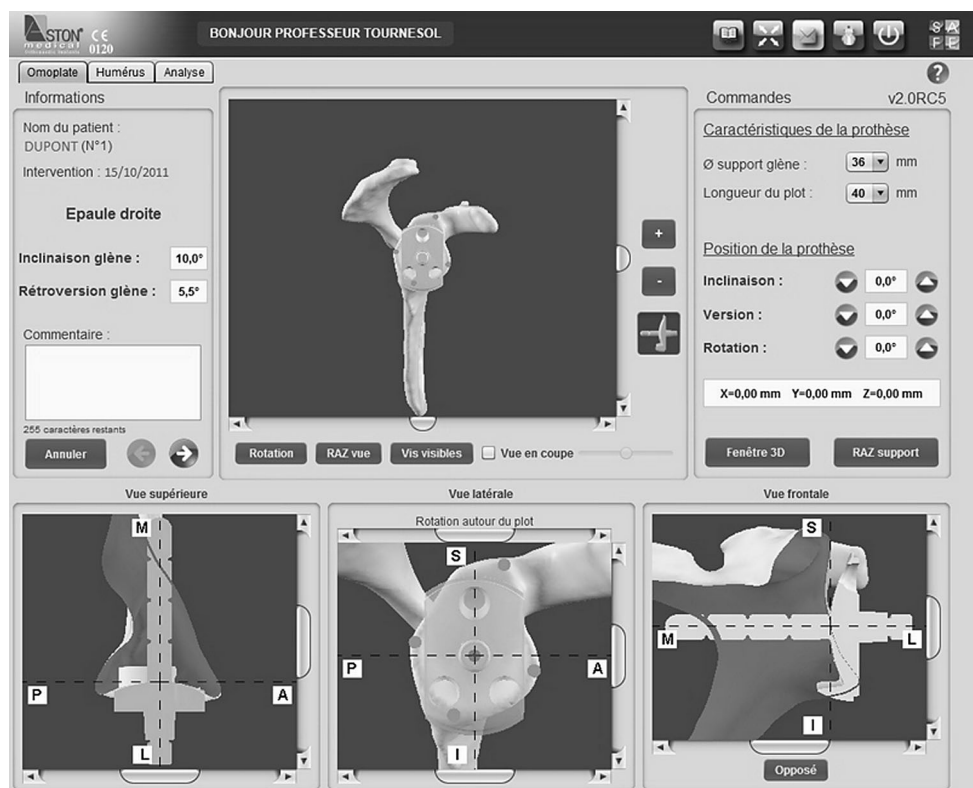 ASTON
medical
CE
0120
BONJOUR PROFESSEUR TOURNESOL
SAFE
Omoplate
Humérus
Analyse
?
Informations
Nom du patient :
DUPONT (N°1)
Intervention : 15/10/2011
Epaule droite
Inclinaison glène : 10,0°
Rétroversion glène : 5,5°
Commentaire :
255 caractères restants
Annuler
+
-
Rotation
RAZ vue
Vis visibles
Vue en coupe
Commandes v2.0RC5
Caractéristiques de la prothèse
Ø support glène : 36 mm
Longueur du plot : 40 mm
Position de la prothèse
Inclinaison : 0,0°
Version : 0,0°
Rotation : 0,0°
X=0,00 mm Y=0,00 mm Z=0,00 mm
Fenêtre 3D
RAZ support
Vue supérieure
M
P
A
L
Vue latérale
Rotation autour du plot
S
P
A
I
Vue frontale
S
M
L
I
Opposé